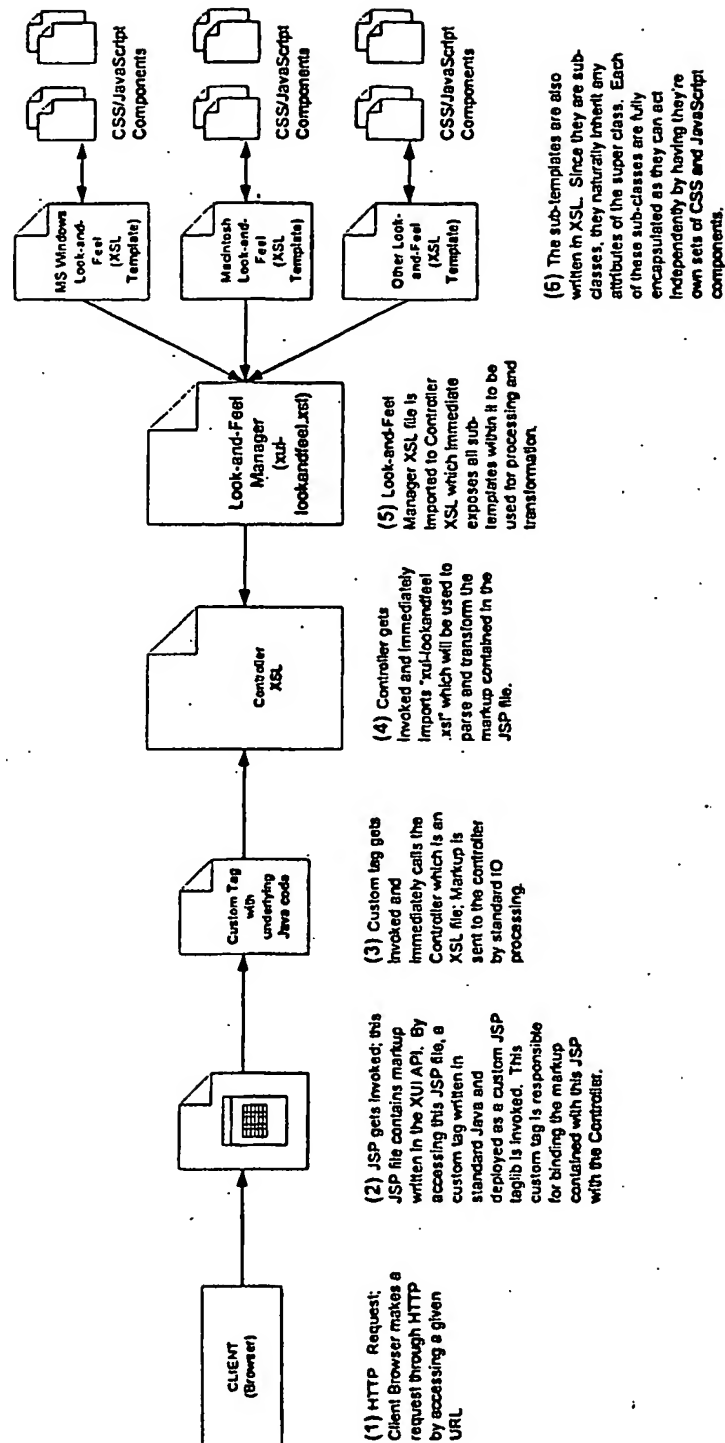 CLIENT
(Browser)
(1) HTTP Request;
Client Browser makes a
request through HTTP
by accessing a given
URL
(2) JSP gets invoked; this
JSP file contains markup
written in the XUI API. By
accessing this JSP file, a
custom tag written in
standard Java and
deployed as a custom JSP
taglib is invoked. This
custom tag is responsible
for binding the markup
contained with this JSP
with the Controller.
Custom Tag
with
underlying
Java code
(3) Custom tag gets
invoked and
immediately calls the
Controller which is an
XSL file; Markup is
sent to the controller
by standard IO
processing.
Controller
XSL
(4) Controller gets
invoked and immediately
imports "xul-lookandfeel
.xsl" which will be used to
parse and transform the
markup contained in the
JSP file.
Look-and-Feel
Manager
(xul-
lookandfeel.xsl)
(5) Look-and-Feel
Manager XSL file is
imported to Controller
XSL which immediate
exposes all sub-
templates within it to be
used for processing and
transformation.
MS Windows
Look-and-
Feel
(XSL
Template)
CSS/JavaScript
Components
Macintosh
Look-and-
Feel
(XSL
Template)
CSS/JavaScript
Components
Other Look-
and-Feel
(XSL
Template)
CSS/JavaScript
Components
(6) The sub-templates are also
written in XSL. Since they are sub-
classes, they naturally inherit any
attributes of the super class. Each
of these sub-classes are fully
encapsulated as they can act
independently by having they're
own sets of CSS and JavaScript
components.